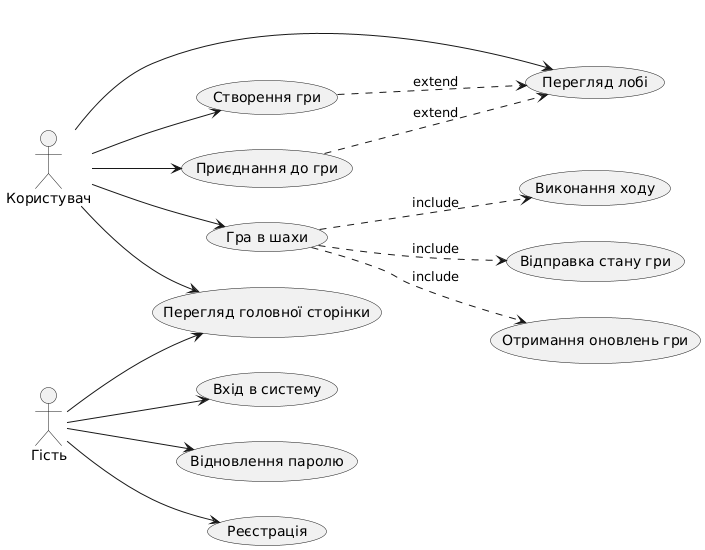 Перегляд лобі
extend
Створення гри
extend
Приєднання до гри
Виконання ходу
Користувач
include
Гра в шахи
include
Відправка стану гри
include
Перегляд головної сторінки
Отримання оновлень гри
Вхід в систему
Гість
Відновлення паролю
Реєстрація